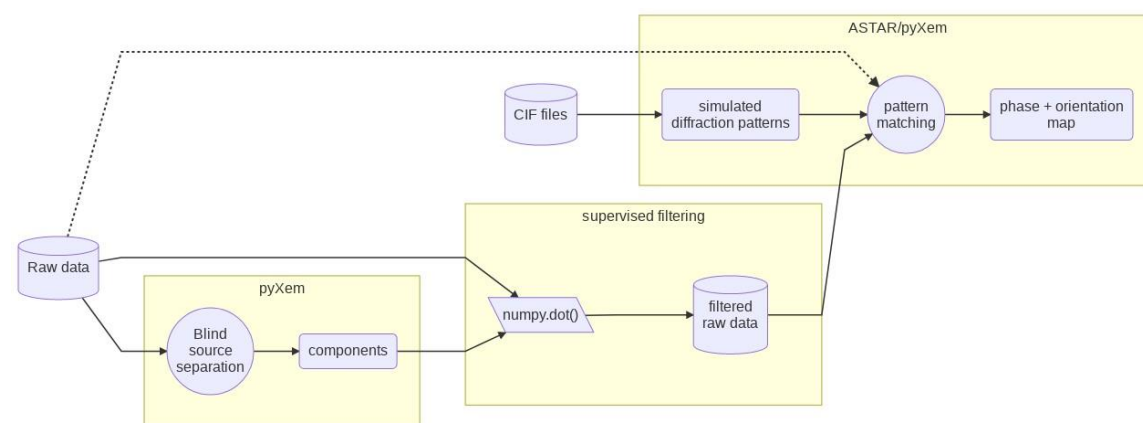 ASTAR/pyXem
CIF files
simulated
diffraction patterns
pattern
matching
phase + orientation
map
supervised filtering
Raw data
pyXem
Blind
source
separation
components
numpy.dot()
filtered
raw data